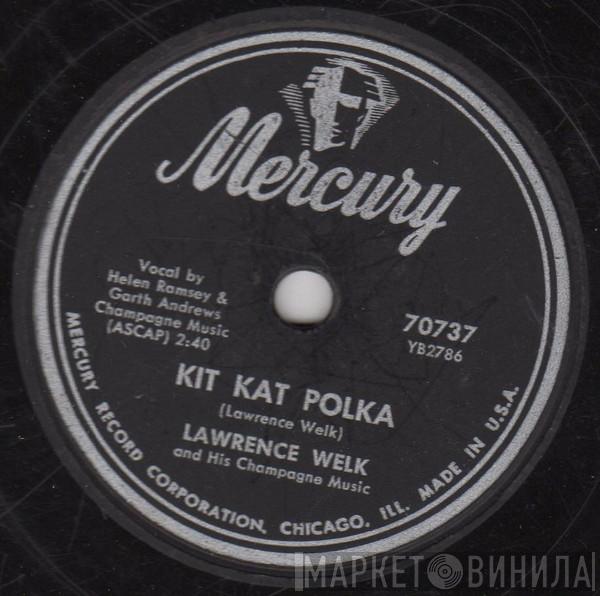 Mercury
Vocal by
Helen Ramsey &
Garth Andrews
Champagne Music
(ASCAP) 2:40
70737
YB2786
KIT KAT POLKA
(Lawrence Welk)
LAWRENCE WELK
and His Champagne Music
MERCURY RECORD CORPORATION, CHICAGO, ILL. MADE IN U.S.A.
МАРКЕТ ВИНИЛА